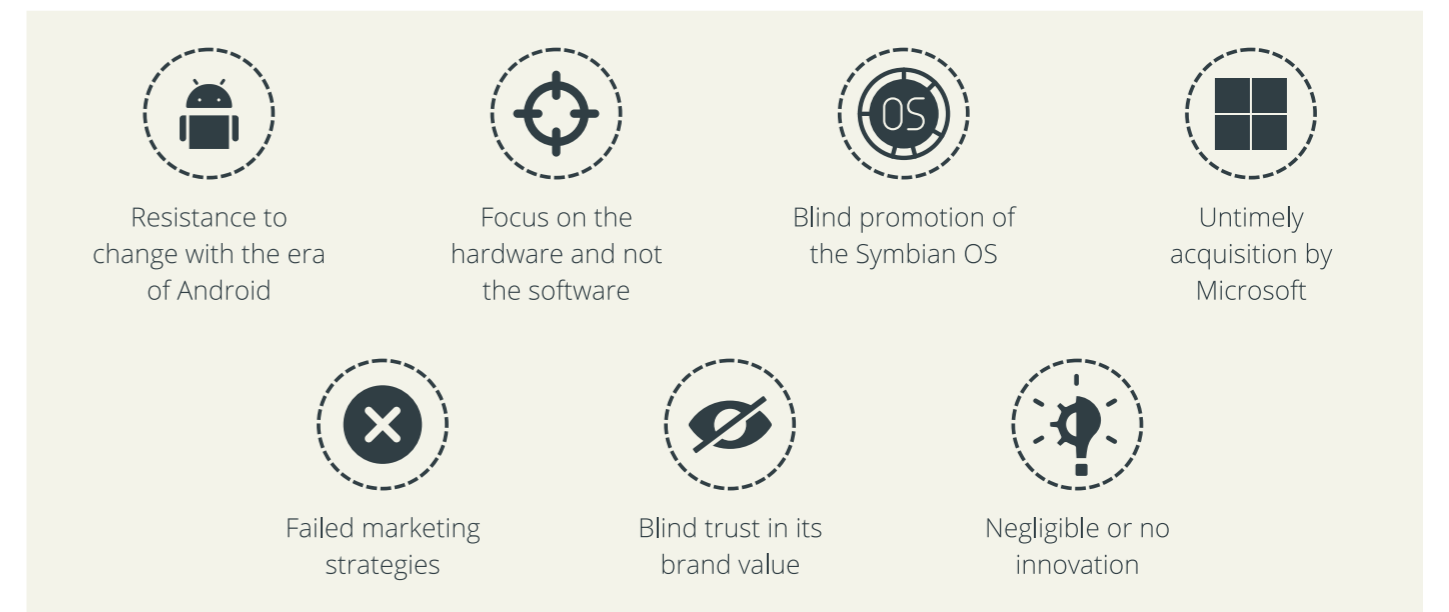 OS
Resistance to
change with the era
of Android
Focus on the
hardware and not
the software
Blind promotion of
the Symbian OS
Untimely
acquisition by
Microsoft
Failed marketing
strategies
Blind trust in its
brand value
Negligible or no
innovation